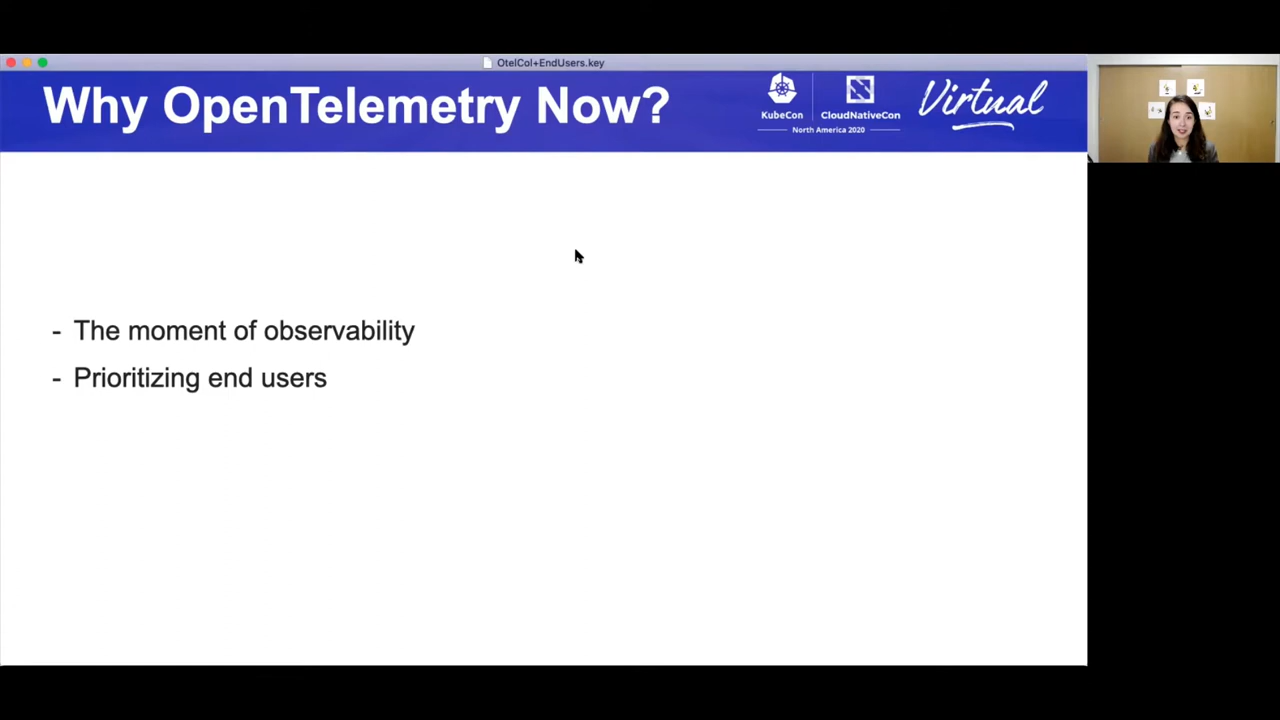 OtelCol+EndUsers.key
Why OpenTelemetry Now?
KubeCon
CloudNativeCon
North America 2020
Virtual
- The moment of observability
- Prioritizing end users